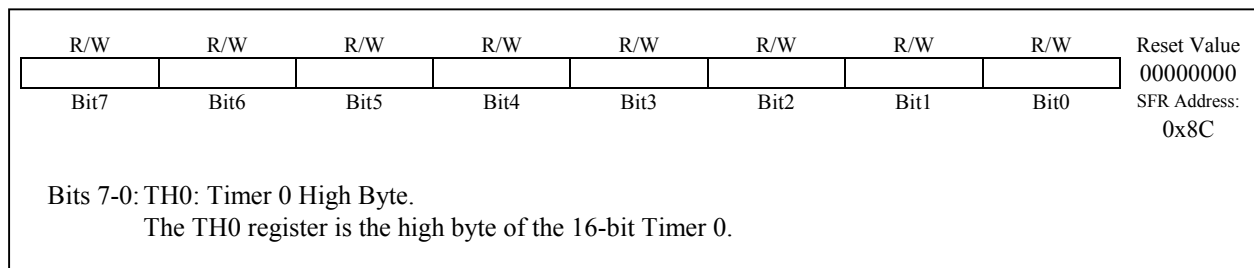 R/W R/W R/W R/W R/W R/W R/W R/W Reset Value
00000000
Bit7 Bit6 Bit5 Bit4 Bit3 Bit2 Bit1 Bit0 SFR Address:
0x8C
Bits 7-0: TH0: Timer 0 High Byte.
The TH0 register is the high byte of the 16-bit Timer 0.